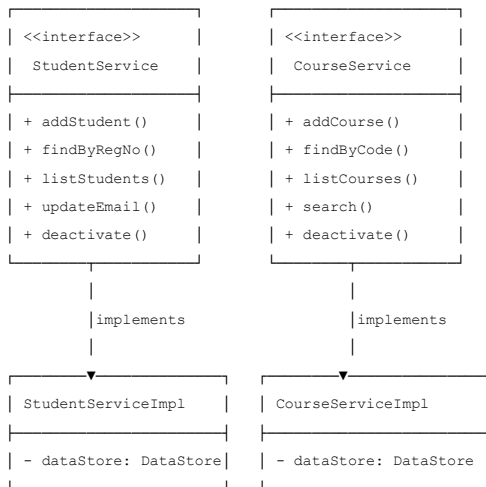 <<interface>> <<interface>>
StudentService CourseService
+ addStudent() + addCourse()
+ findByRegNo() + findByCode()
+ listStudents() + listCourses()
+ updateEmail() + search()
+ deactivate() + deactivate()
implements implements
StudentServiceImpl CourseServiceImpl
- dataStore: DataStore - dataStore: DataStore